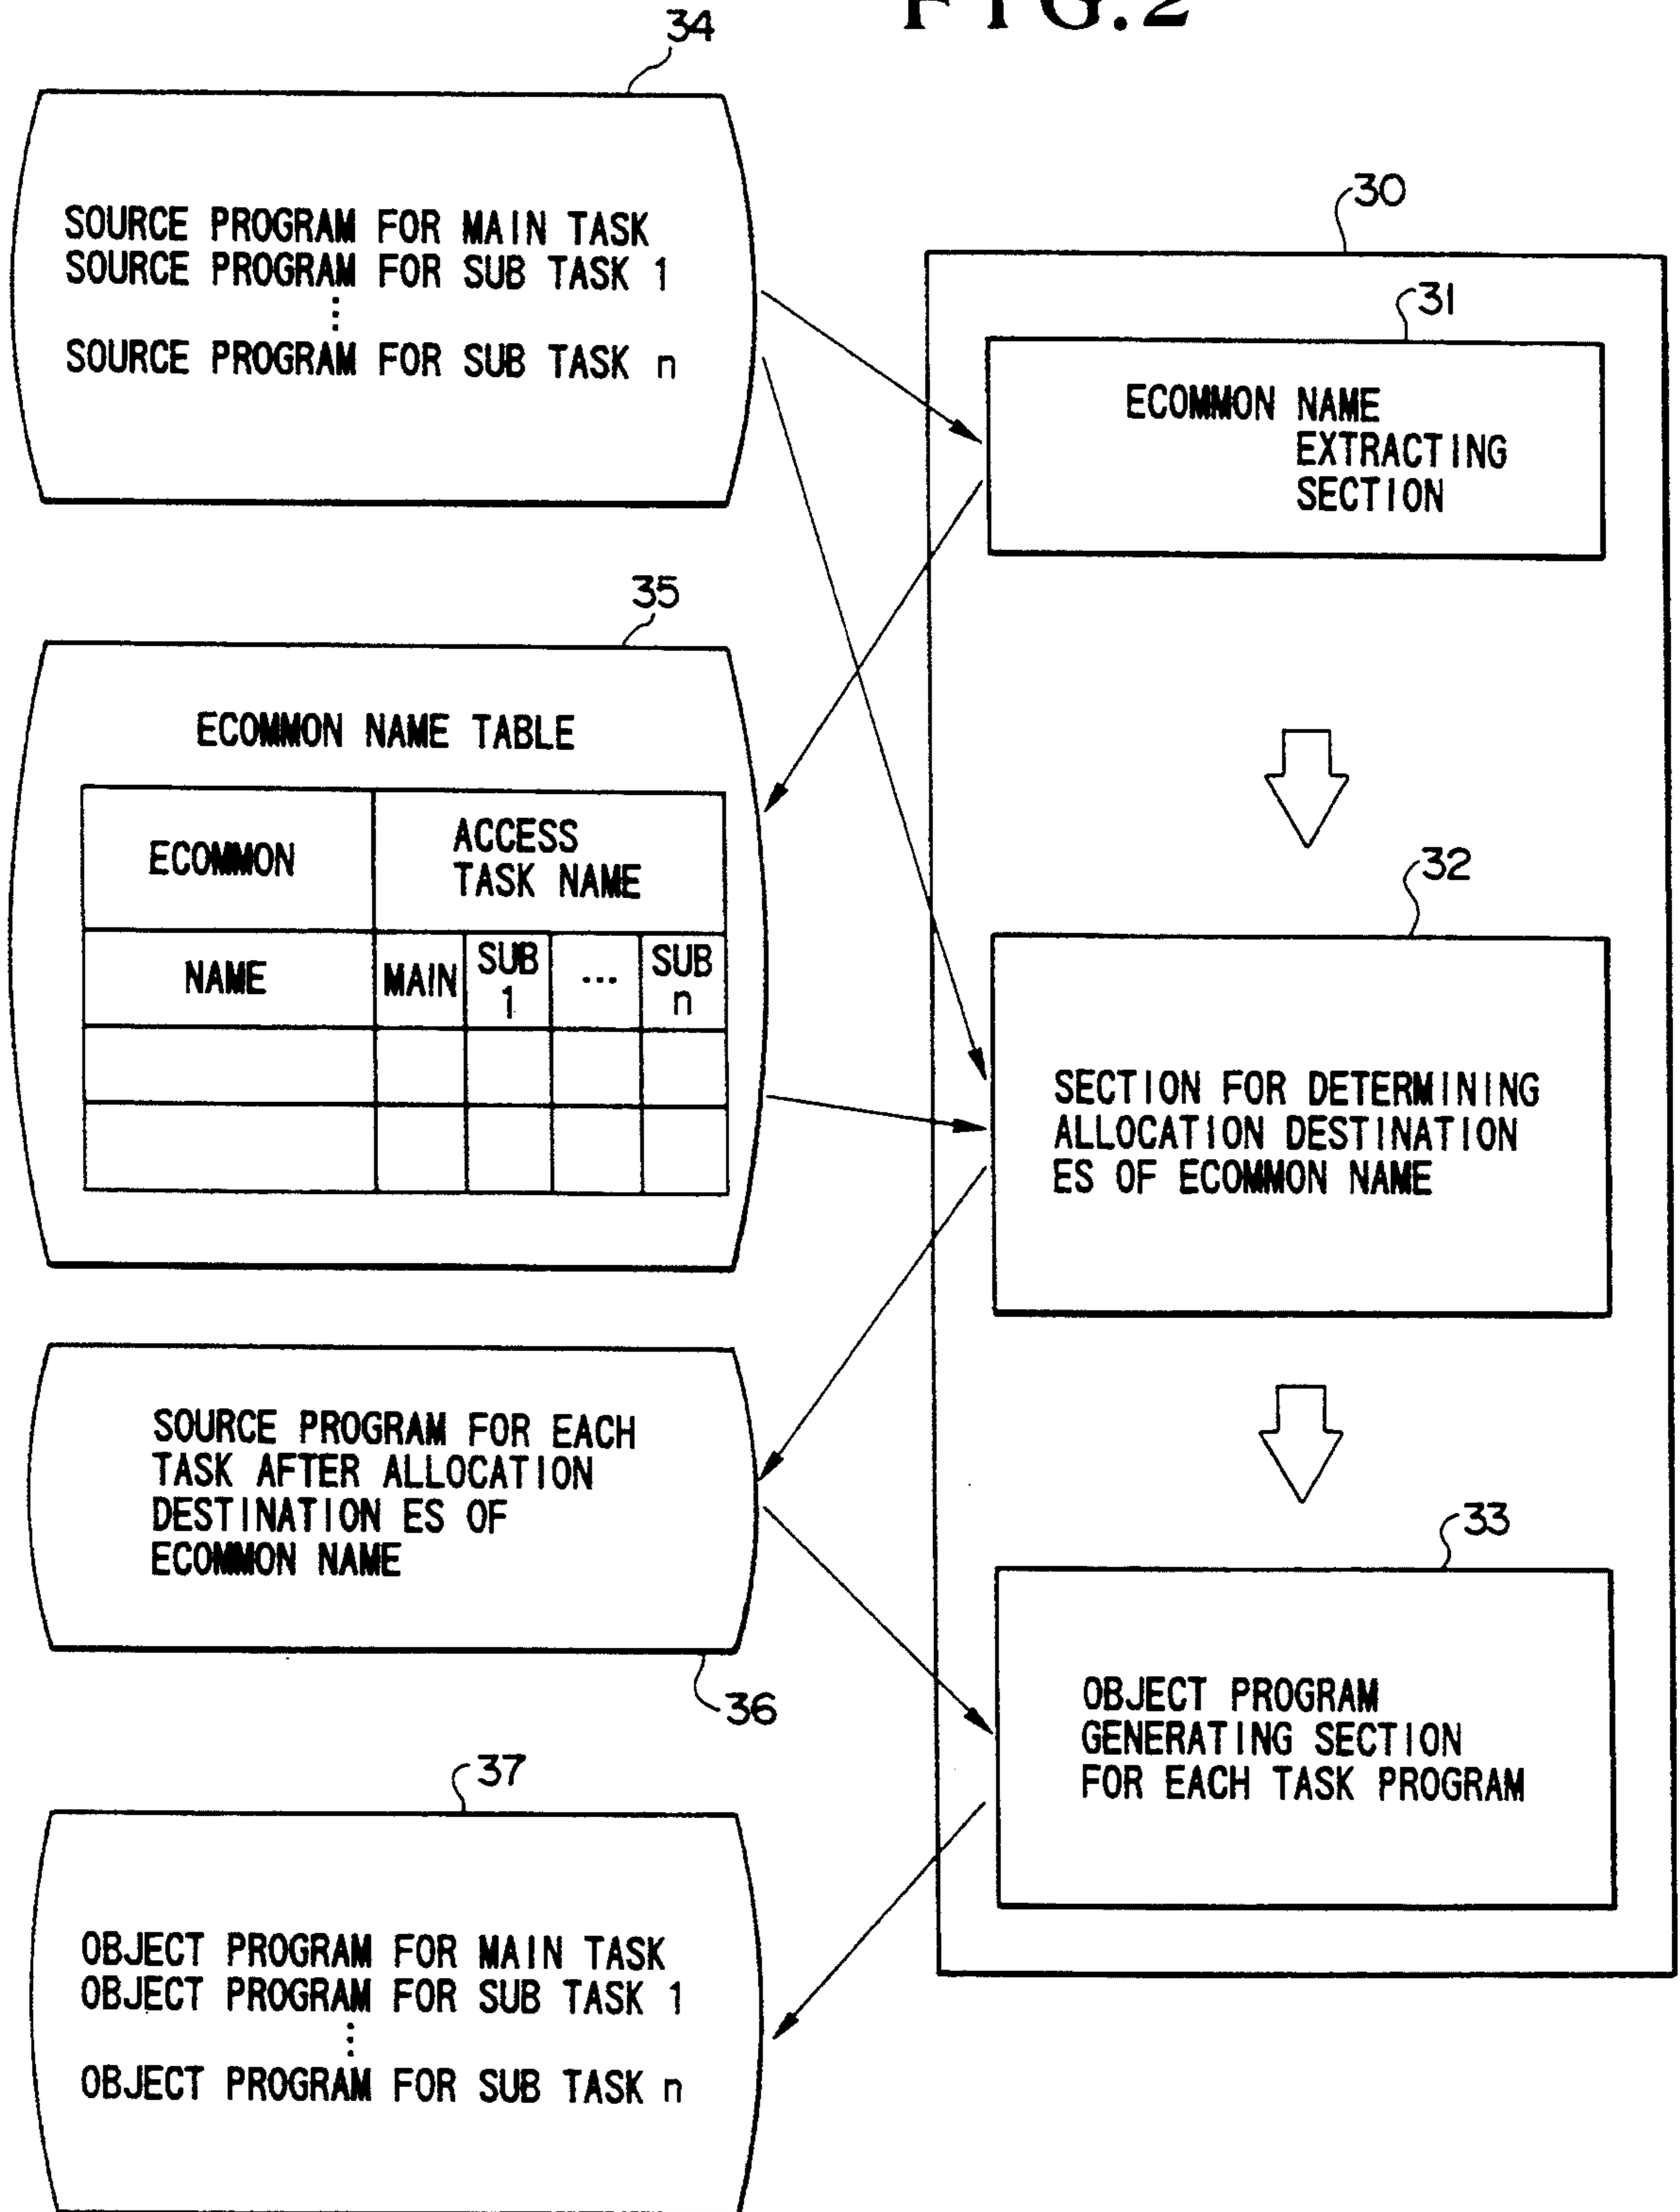 FIG.2
34
SOURCE PROGRAM FOR MAIN TASK
SOURCE PROGRAM FOR SUB TASK 1
⋮
SOURCE PROGRAM FOR SUB TASK n
30
31
ECOMMON NAME
EXTRACTING
SECTION
35
ECOMMON NAME TABLE
ECOMMON
ACCESS
TASK NAME
NAME
MAIN
SUB
1
...
SUB
n
32
SECTION FOR DETERMINING
ALLOCATION DESTINATION
ES OF ECOMMON NAME
SOURCE PROGRAM FOR EACH
TASK AFTER ALLOCATION
DESTINATION ES OF
ECOMMON NAME
36
33
OBJECT PROGRAM
GENERATING SECTION
FOR EACH TASK PROGRAM
37
OBJECT PROGRAM FOR MAIN TASK
OBJECT PROGRAM FOR SUB TASK 1
⋮
OBJECT PROGRAM FOR SUB TASK n